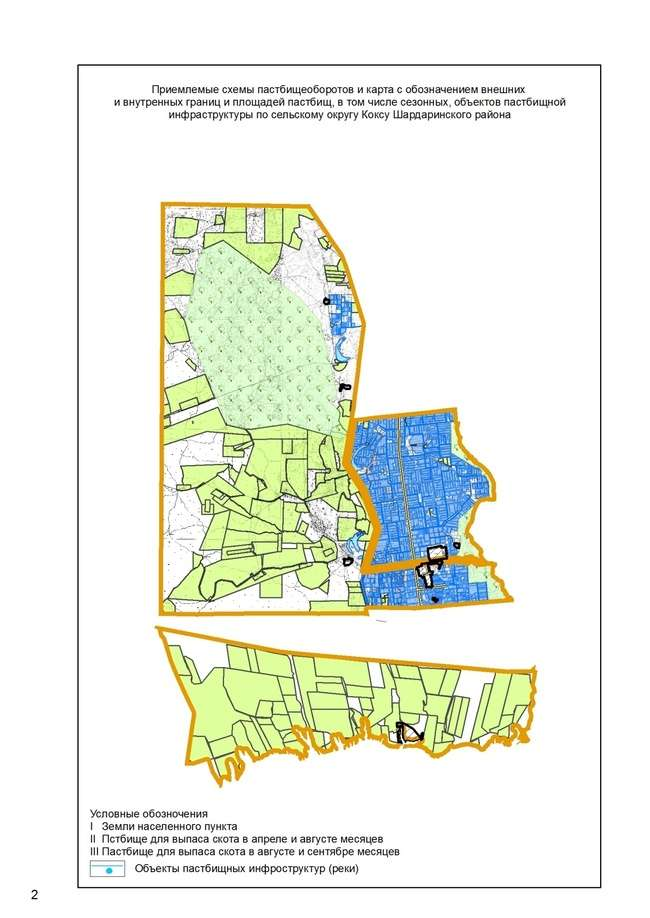 Приемлемые схемы пастбищеоборотов и карта с обозначением внешних
и внутренных границ и площадей пастбищ, в том числе сезонных, объектов пастбищной
инфраструктуры по сельскому округу Коксу Шардаринского района
Условные обозночения
I Земли населенного пункта
II Пстбище для выпаса скота в апреле и августе месяцев
III Пастбище для выпаса скота в августе и сентябре месяцев
Объекты пастбищных инфроструктур (реки)
2